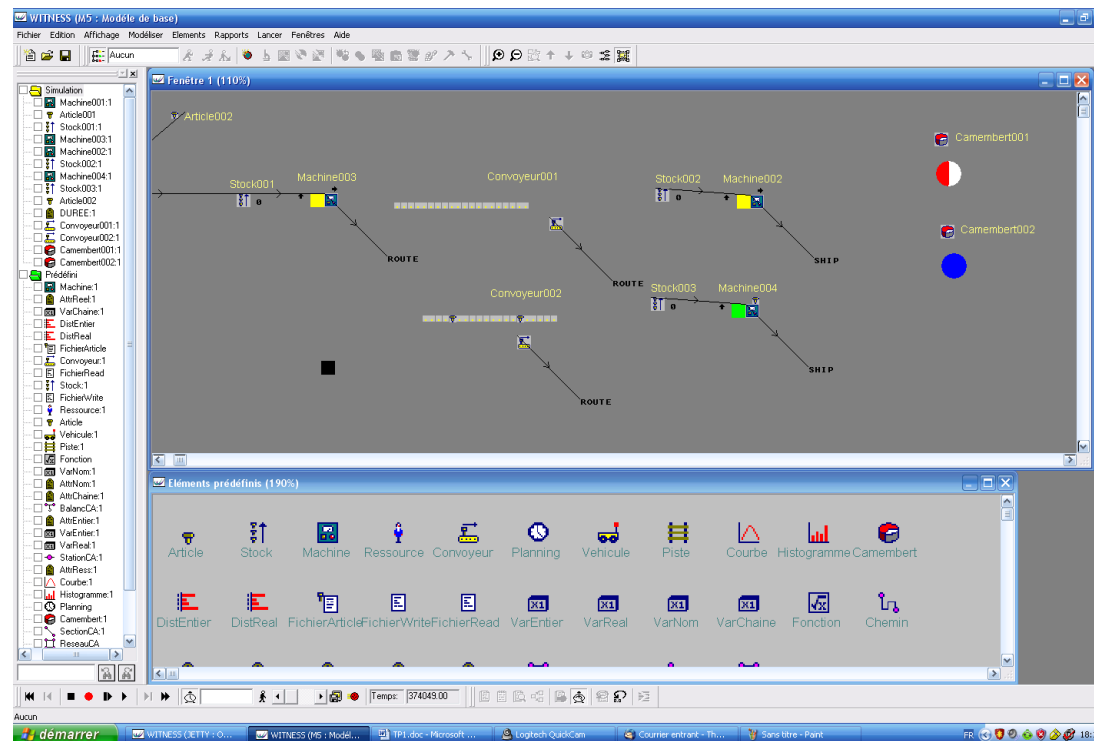 WITNESS (M5 : Modèle de base)
Fichier Edition Affichage Modéliser Elements Rapports Lancer Fenêtres Aide
Aucun
Simulation
Machine001:1
Article001
Stock001:1
Machine003:1
Machine002:1
Stock002:1
Machine004:1
Stock003:1
Article002
DUREE:1
Convoyeur001:1
Convoyeur002:1
Camembert001:1
Camembert002:1
Prédéfini
Machine:1
AttrReel:1
VarChaine:1
DistEntier
DistReal
FichierArticle
Convoyeur:1
FichierRead
Stock:1
FichierWrite
Ressource:1
Article
Vehicule:1
Piste:1
Fonction
VarNom:1
AttrNom:1
AttrChaine:1
BalancCA:1
AttrEntier:1
VarEntier:1
VarReal:1
StationCA:1
AttrRess:1
Courbe:1
Histogramme:1
Planning
Camembert:1
SectionCA:1
ReseauCA
Fenêtre 1 (110%)
Article002
Camembert001
Stock001 Machine003 Convoyeur001 Stock002 Machine002
0 0
Camembert002
ROUTE SHIP
ROUTE
Convoyeur002 Stock003 Machine004
0
SHIP
ROUTE
Eléments prédéfinis (190%)
Article Stock Machine Ressource Convoyeur Planning Vehicule Piste Courbe Histogramme Camembert
X1 X1 X1 X1
DistEntier DistReal FichierArticle FichierWrite FichierRead VarEntier VarReal VarNom VarChaine Fonction Chemin
Temps: 374049.00
Aucun
démarrer WITNESS (JETTY : O... WITNESS (M5 : Modèl... TP1.doc - Microsoft ... Logitech QuickCam Courrier entrant - Th... Sans titre - Paint FR